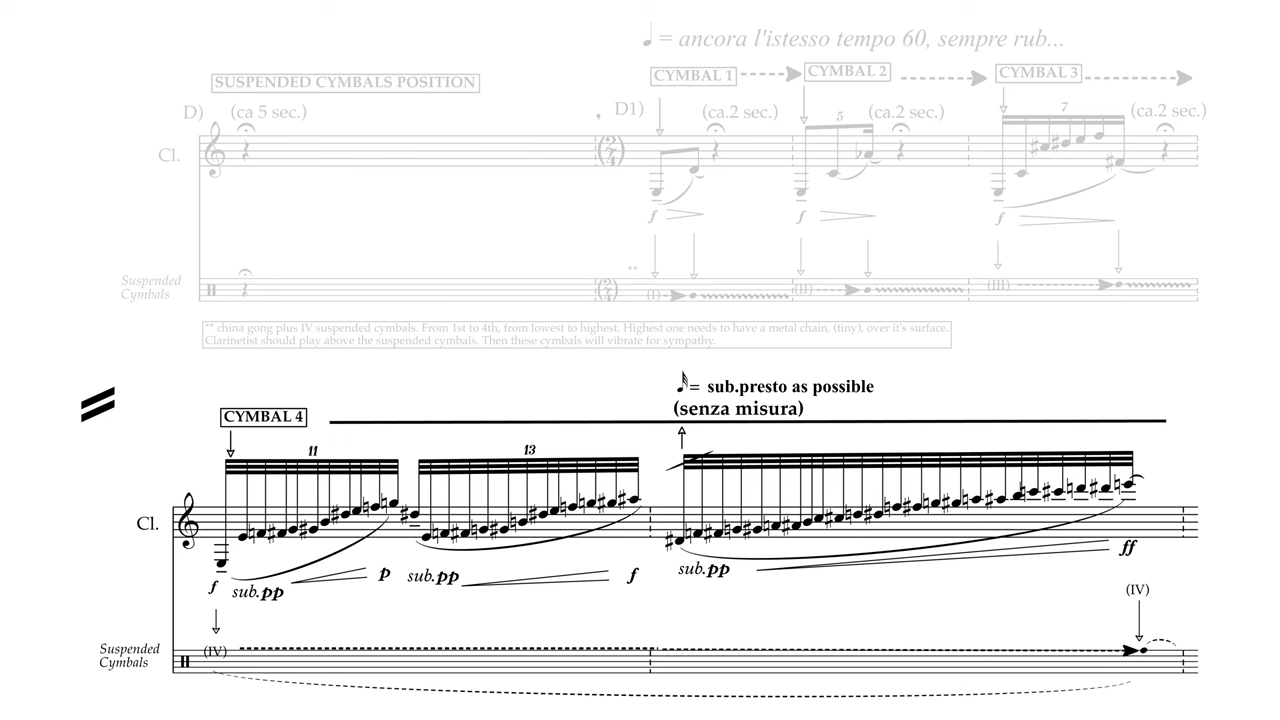 ♩ = ancora l'istesso tempo 60, sempre rub...
SUSPENDED CYMBALS POSITION
CYMBAL 1
CYMBAL 2
CYMBAL 3
D)
(ca 5 sec.)
,
D1)
(ca.2 sec.)
5
(ca.2 sec.)
7
(ca.2 sec.)
Cl.
(2/4)
f
f
f
**
Suspended
Cymbals
(2/4)
(I)
(II)
(III)
** china gong plus IV suspended cymbals. From 1st to 4th, from lowest to highest. Highest one needs to have a metal chain, (tiny), over it's surface.
Clarinetist should play above the suspended cymbals. Then these cymbals will vibrate for sympathy.
= sub.presto as possible
(senza misura)
CYMBAL 4
11
13
Cl.
f
sub.pp
p
sub.pp
f
sub.pp
ff
(IV)
Suspended
Cymbals
(IV)